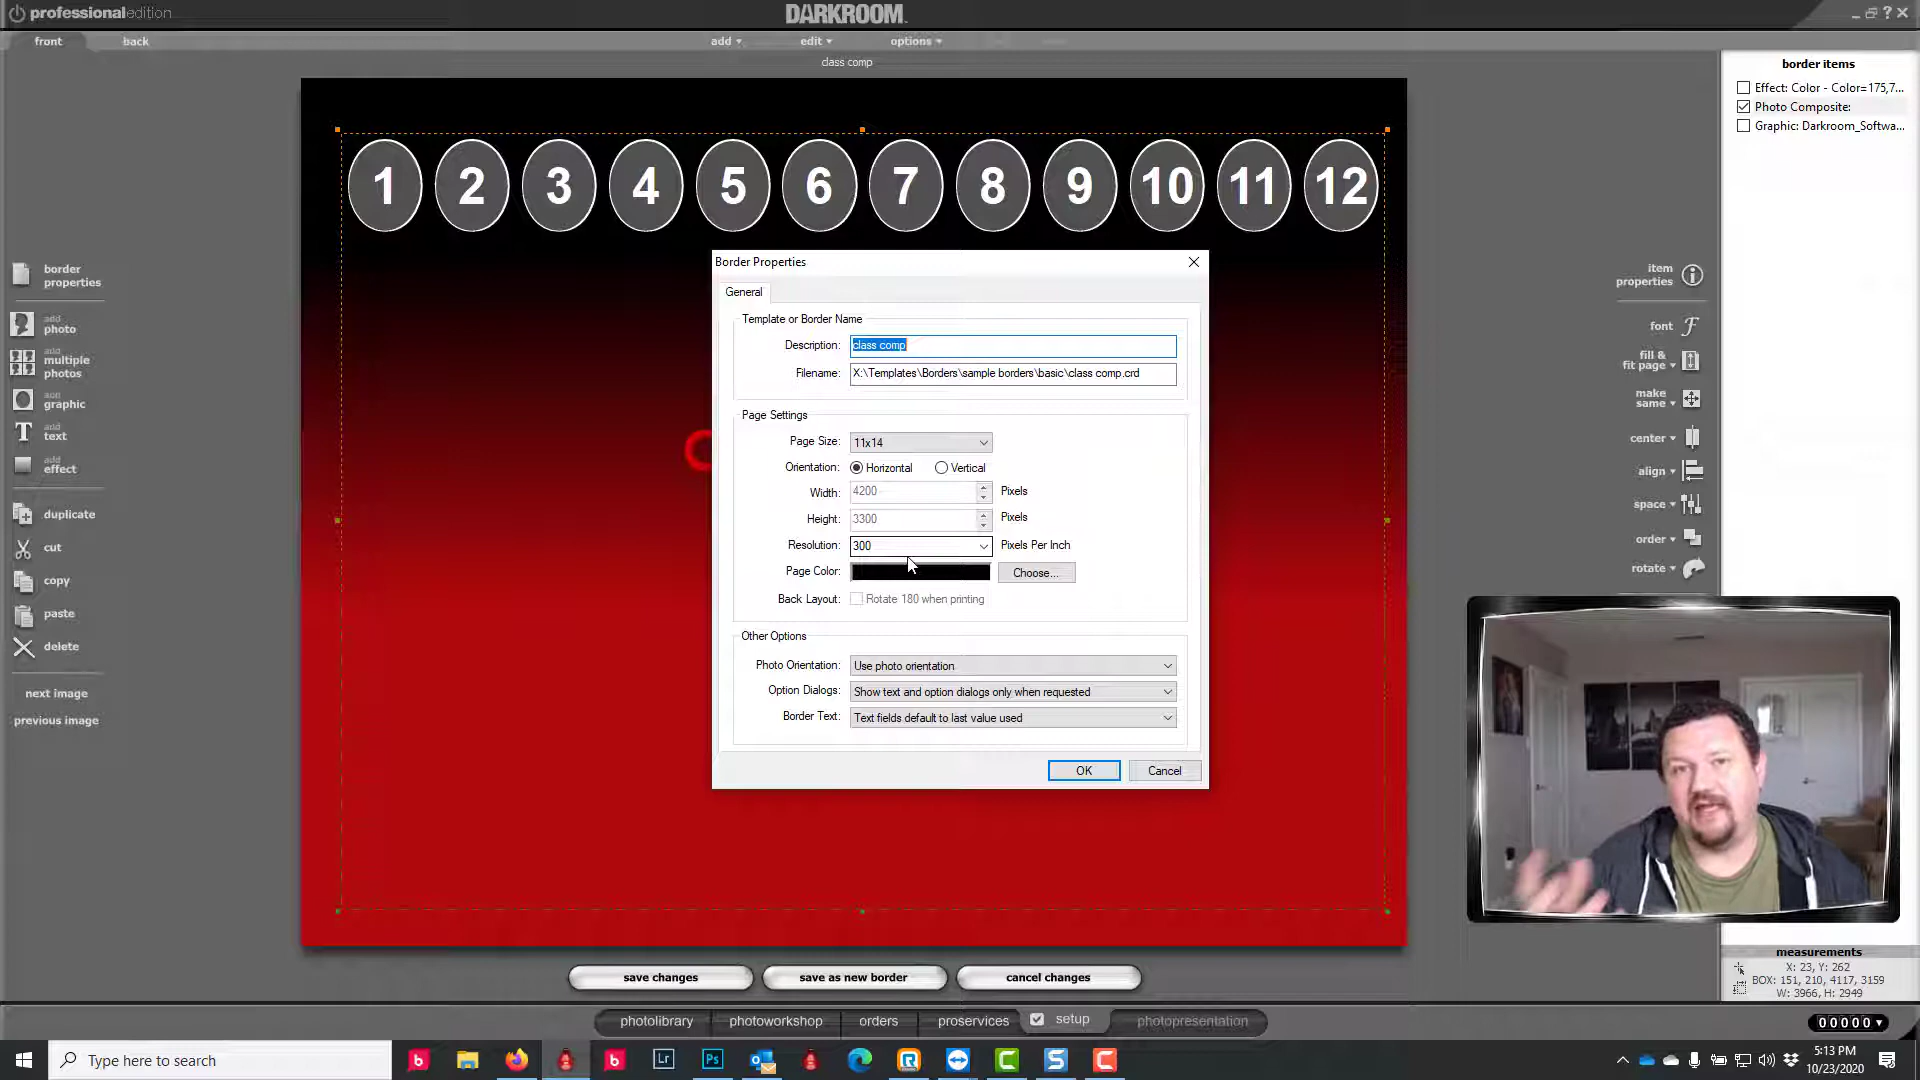 professionaledition
DARKROOM
front back
add edit options
class comp
1 2 3 4 5 6 7 8 9 10 11 12
border properties
add photo
add multiple photos
add graphic
add text
add effect
duplicate
cut
copy
paste
delete
next image
previous image
Border Properties
General
Template or Border Name
Description: class comp
Filename: X:\Templates\Borders\sample borders\basic\class comp.crd
Page Settings
Page Size: 11x14
Orientation: Horizontal Vertical
Width: 4200 Pixels
Height: 3300 Pixels
Resolution: 300 Pixels Per Inch
Page Color: Choose...
Back Layout: Rotate 180 when printing
Other Options
Photo Orientation: Use photo orientation
Option Dialogs: Show text and option dialogs only when requested
Border Text: Text fields default to last value used
OK Cancel
border items
Effect: Color - Color=175,7...
Photo Composite:
Graphic: Darkroom_Softwa...
item properties
font
fill & fit page
make same
center
align
space
order
rotate
measurements
X: 23, Y: 262
BOX: 151, 210, 4117, 3159
W: 3966, H: 2949
save changes save as new border cancel changes
photolibrary photoworkshop orders proservices setup photopresentation
00000
Type here to search
Lr
Ps
5:13 PM
10/23/2020